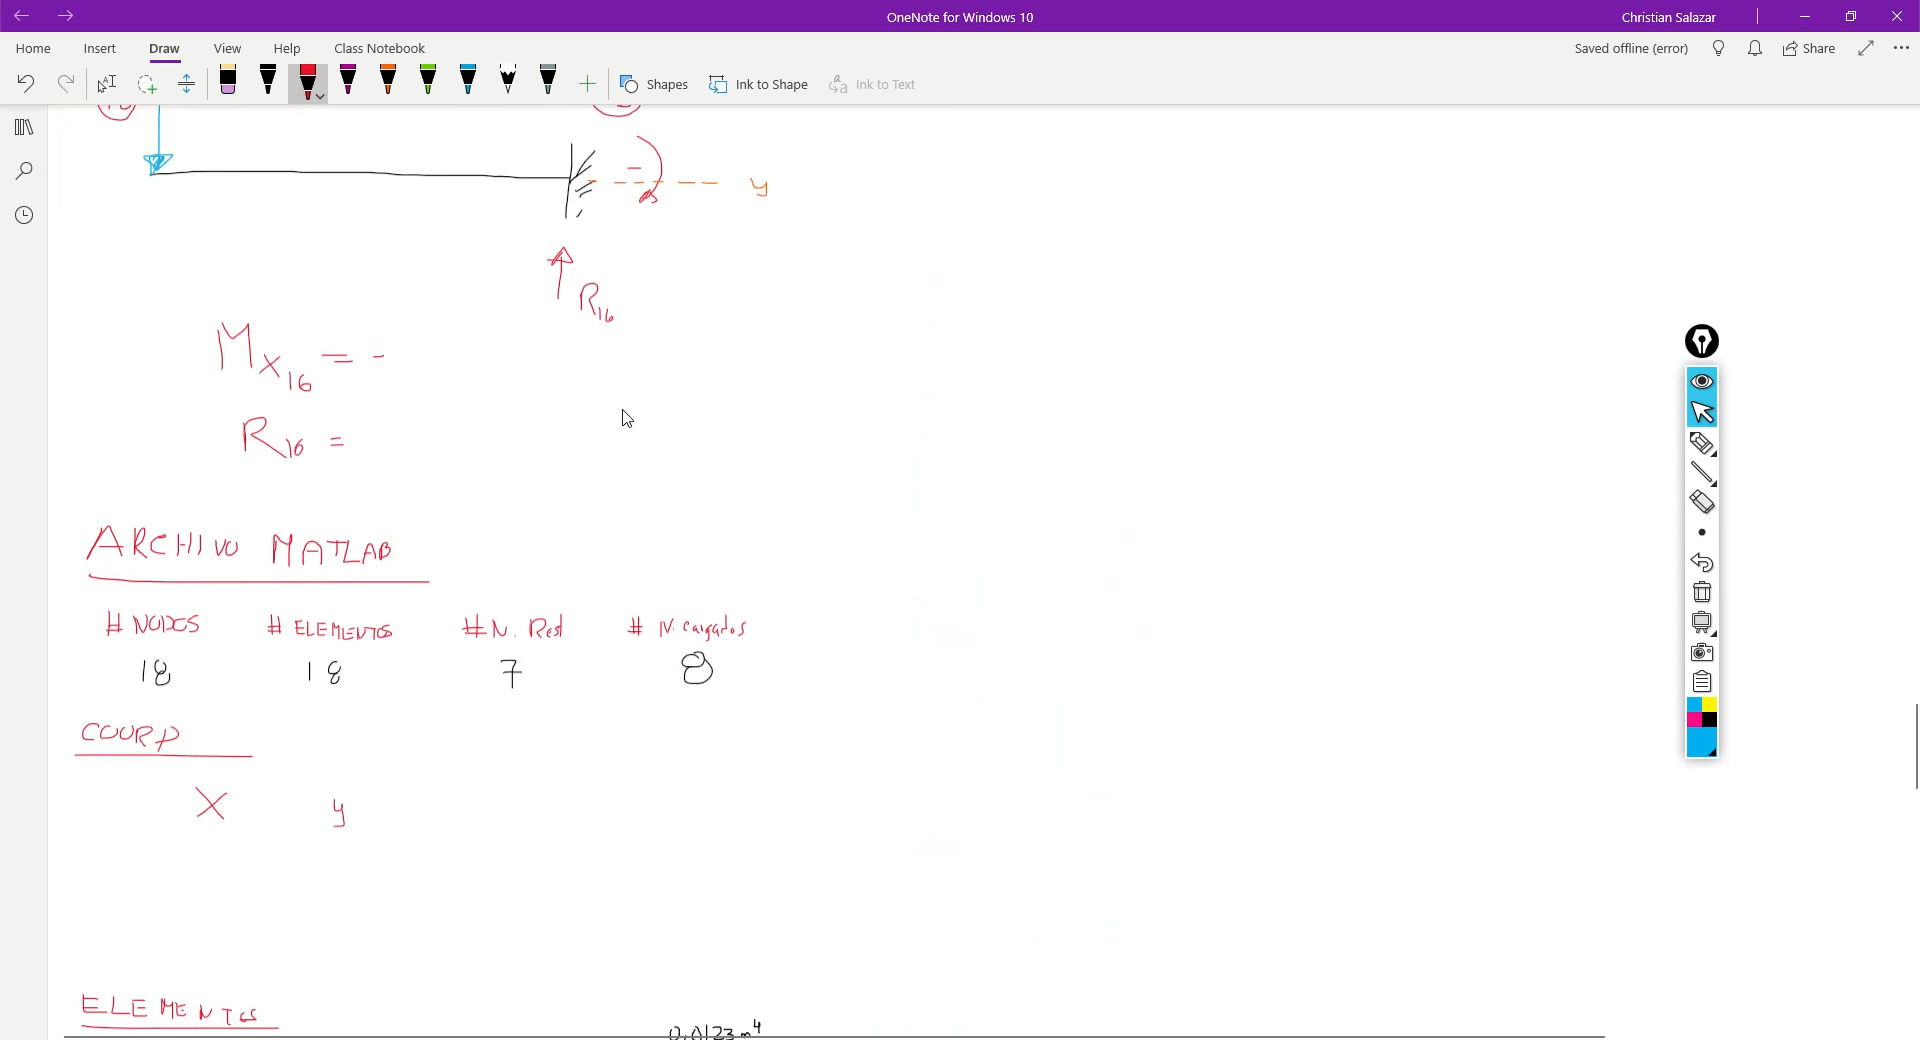 OneNote for Windows 10
Christian Salazar
Home Insert Draw View Help Class Notebook
Saved offline (error) Share
Shapes Ink to Shape Ink to Text
y
R16
Mx16 = -
R16 =
ARCHIVO MATLAB
# NODOS # ELEMENTOS # N. Rest # N. cargados
18 18 7 8
COORD
X y
ELEMENTOS
0.0123 m⁴